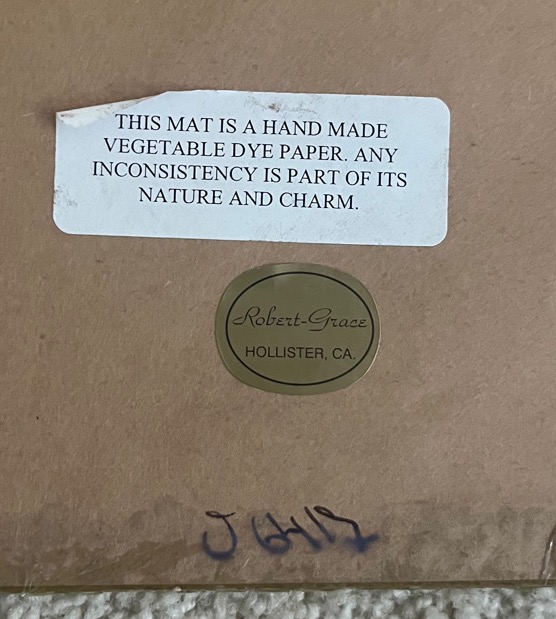 THIS MAT IS A HAND MADE
VEGETABLE DYE PAPER. ANY
INCONSISTENCY IS PART OF ITS
NATURE AND CHARM.
Robert-Grace
HOLLISTER, CA.